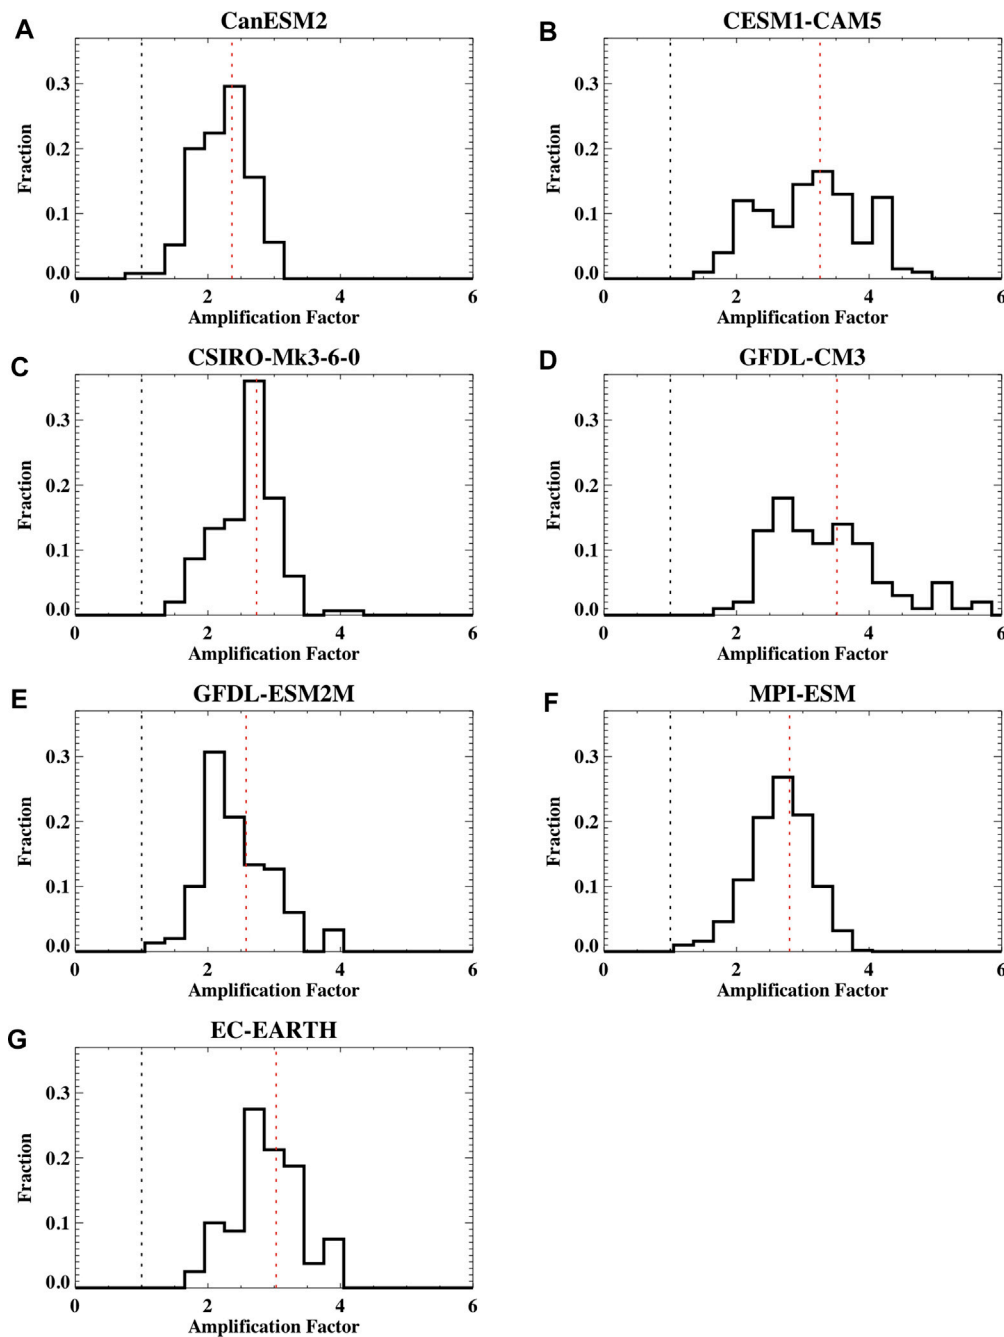 A
CanESM2
Fraction
0.3
0.2
0.1
0.0
0 2 4 6
Amplification Factor
B
CESM1-CAM5
Fraction
0.3
0.2
0.1
0.0
0 2 4 6
Amplification Factor
C
CSIRO-Mk3-6-0
Fraction
0.3
0.2
0.1
0.0
0 2 4 6
Amplification Factor
D
GFDL-CM3
Fraction
0.3
0.2
0.1
0.0
0 2 4 6
Amplification Factor
E
GFDL-ESM2M
Fraction
0.3
0.2
0.1
0.0
0 2 4 6
Amplification Factor
F
MPI-ESM
Fraction
0.3
0.2
0.1
0.0
0 2 4 6
Amplification Factor
G
EC-EARTH
Fraction
0.3
0.2
0.1
0.0
0 2 4 6
Amplification Factor